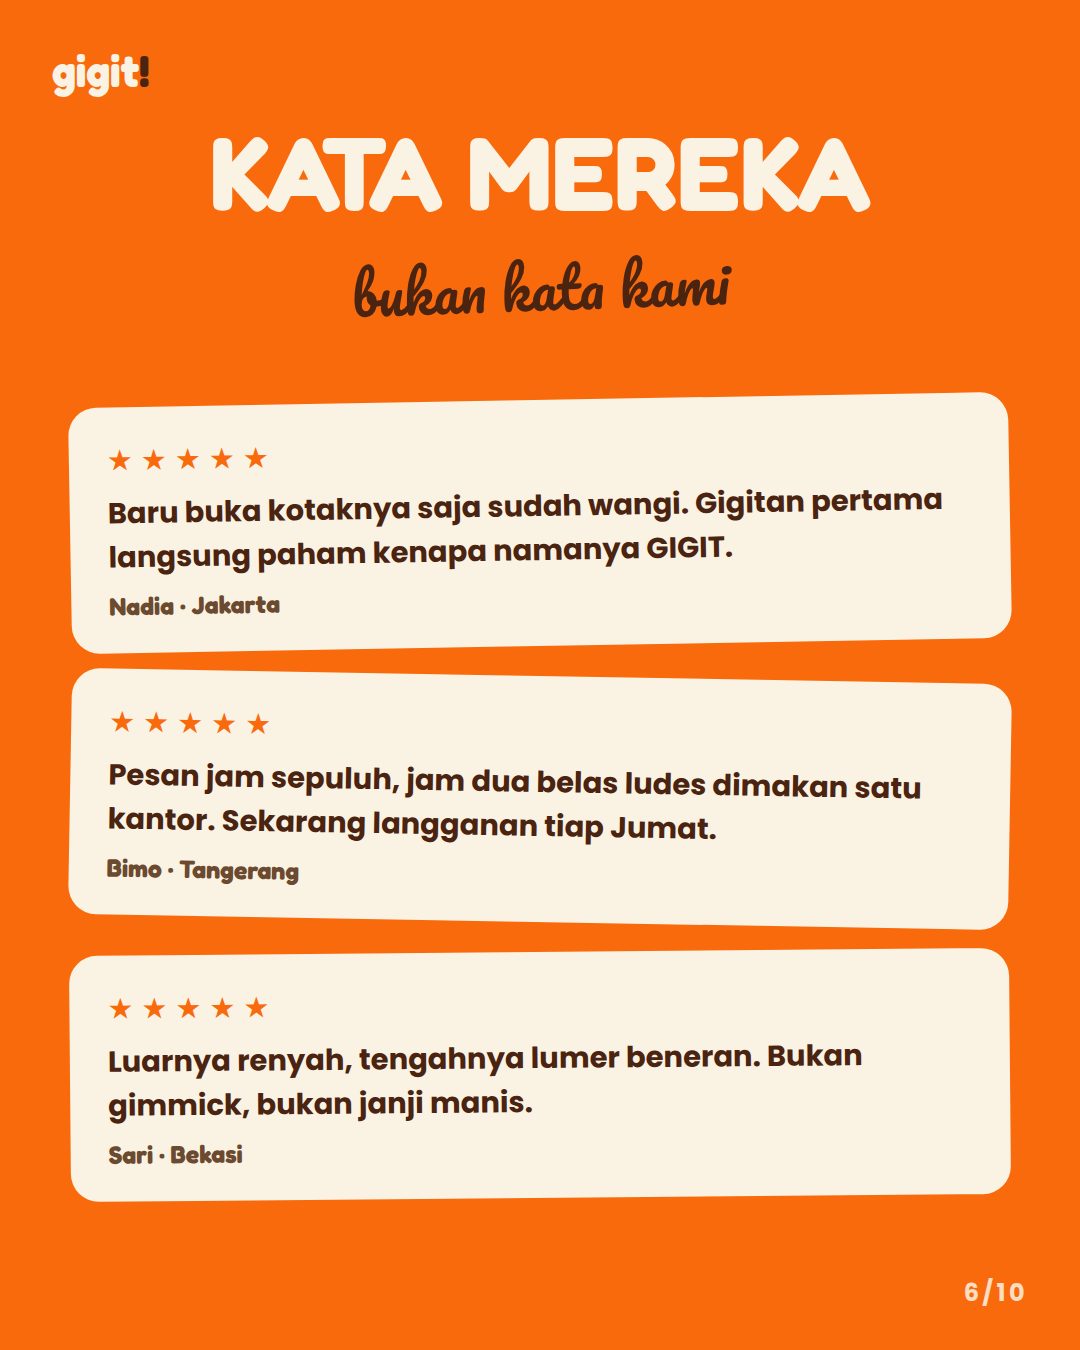 gigit!
KATA MEREKA
bukan kata kami
★ ★ ★ ★ ★
Baru buka kotaknya saja sudah wangi. Gigitan pertama
langsung paham kenapa namanya GIGIT.
Nadia · Jakarta
★ ★ ★ ★ ★
Pesan jam sepuluh, jam dua belas ludes dimakan satu
kantor. Sekarang langganan tiap Jumat.
Bimo · Tangerang
★ ★ ★ ★ ★
Luarnya renyah, tengahnya lumer beneran. Bukan
gimmick, bukan janji manis.
Sari · Bekasi
6/10